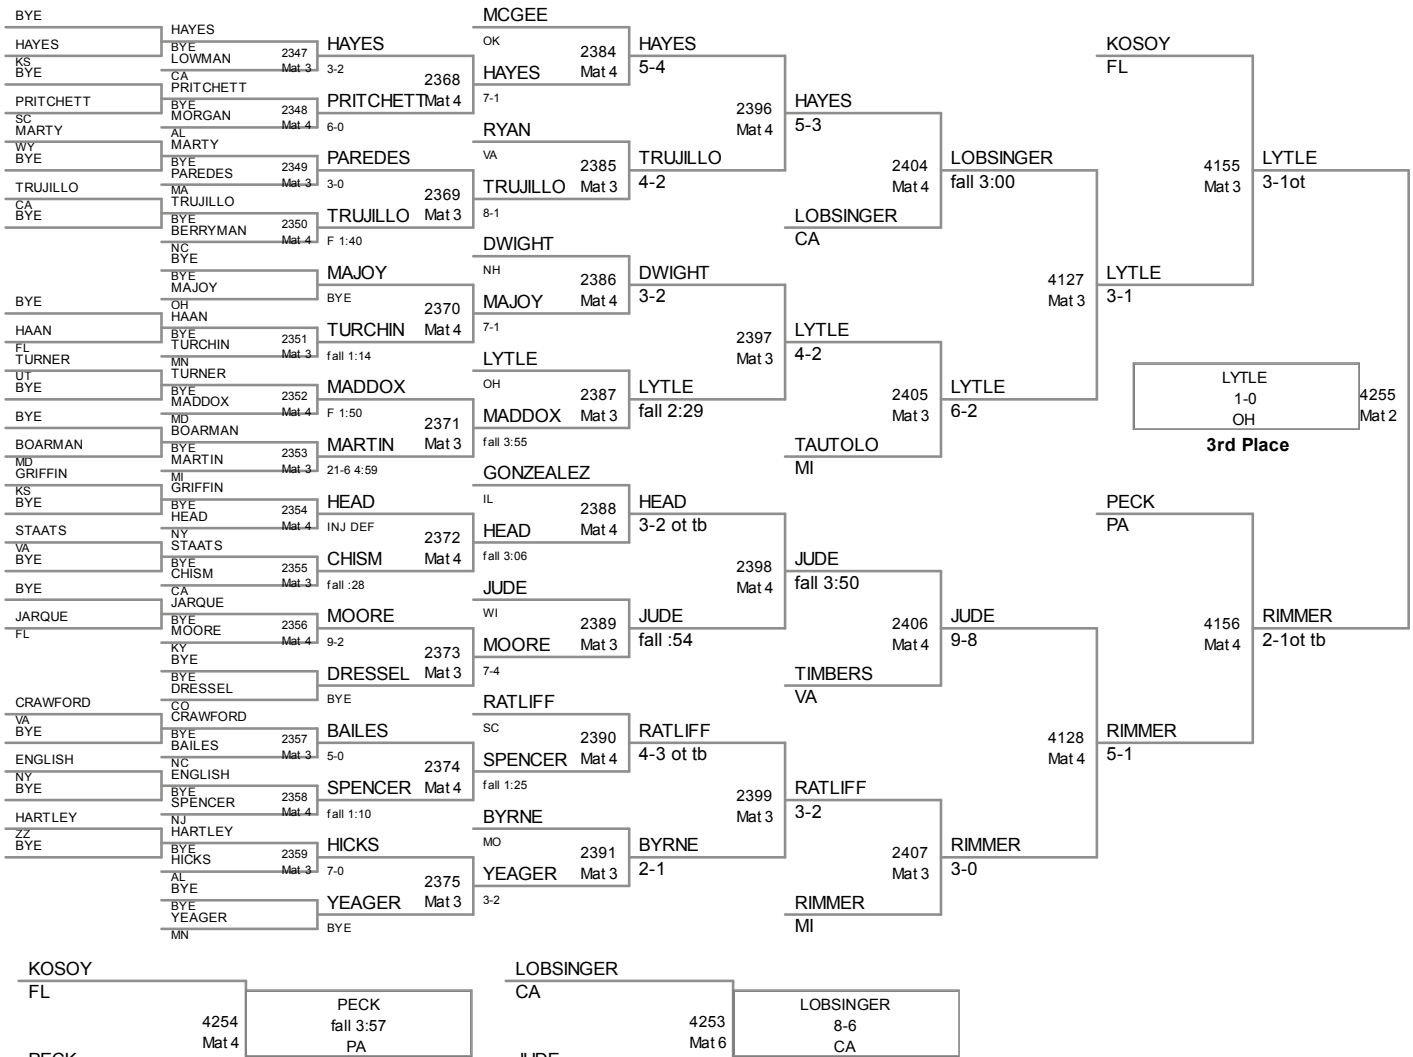 BYE
HAYES
KS
BYE
PRITCHETT
SC
MARTY
WY
BYE
TRUJILLO
CA
BYE
BYE
HAAN
FL
TURNER
UT
BYE
BYE
BOARMAN
MD
GRIFFIN
KS
BYE
STAATS
VA
BYE
BYE
JARQUE
FL
CRAWFORD
VA
BYE
ENGLISH
NY
BYE
HARTLEY
ZZ
BYE
HAYES
BYE
LOWMAN
2347
Mat 3
CA
PRITCHETT
BYE
MORGAN
2348
Mat 4
AL
MARTY
BYE
PAREDES
2349
Mat 3
MA
TRUJILLO
BYE
BERRYMAN
2350
Mat 4
NC
BYE
BYE
MAJOY
OH
HAAN
BYE
TURCHIN
2351
Mat 3
MN
TURNER
BYE
MADDOX
2352
Mat 4
MD
BOARMAN
BYE
MARTIN
2353
Mat 3
MI
GRIFFIN
BYE
HEAD
2354
Mat 4
NY
STAATS
BYE
CHISM
2355
Mat 3
CA
JARQUE
BYE
MOORE
2356
Mat 4
KY
BYE
BYE
DRESSEL
CO
CRAWFORD
BYE
BAILES
2357
Mat 3
NC
ENGLISH
BYE
SPENCER
2358
Mat 4
NJ
HARTLEY
BYE
HICKS
2359
Mat 3
AL
BYE
BYE
YEAGER
MN
HAYES
3-2
2368
Mat 4
PRITCHETT
6-0
PAREDES
3-0
2369
Mat 3
TRUJILLO
F 1:40
MAJOY
BYE
2370
Mat 4
TURCHIN
fall 1:14
MADDOX
F 1:50
2371
Mat 3
MARTIN
21-6 4:59
HEAD
INJ DEF
2372
Mat 4
CHISM
fall :28
MOORE
9-2
2373
Mat 3
DRESSEL
BYE
BAILES
5-0
2374
Mat 4
SPENCER
fall 1:10
HICKS
7-0
2375
Mat 3
YEAGER
BYE
MCGEE
OK
2384
Mat 4
HAYES
7-1
RYAN
VA
2385
Mat 3
TRUJILLO
8-1
DWIGHT
NH
2386
Mat 4
MAJOY
7-1
LYTLE
OH
2387
Mat 3
MADDOX
fall 3:55
GONZEALEZ
IL
2388
Mat 4
HEAD
fall 3:06
JUDE
WI
2389
Mat 3
MOORE
7-4
RATLIFF
SC
2390
Mat 4
SPENCER
fall 1:25
BYRNE
MO
2391
Mat 3
YEAGER
3-2
HAYES
5-4
2396
Mat 4
TRUJILLO
4-2
DWIGHT
3-2
2397
Mat 3
LYTLE
fall 2:29
HEAD
3-2 ot tb
2398
Mat 4
JUDE
fall :54
RATLIFF
4-3 ot tb
2399
Mat 3
BYRNE
2-1
HAYES
5-3
2404
Mat 4
LOBSINGER
CA
LYTLE
4-2
2405
Mat 3
TAUTOLO
MI
JUDE
fall 3:50
2406
Mat 4
TIMBERS
VA
RATLIFF
3-2
2407
Mat 3
RIMMER
MI
LOBSINGER
fall 3:00
4127
Mat 3
LYTLE
6-2
JUDE
9-8
4128
Mat 4
RIMMER
3-0
KOSOY
FL
4155
Mat 3
LYTLE
3-1
PECK
PA
4156
Mat 4
RIMMER
5-1
LYTLE
3-1ot
LYTLE
1-0
OH
4255
Mat 2
3rd Place
RIMMER
2-1ot tb
KOSOY
FL
4254
Mat 4
PECK
PECK
fall 3:57
PA
LOBSINGER
CA
4253
Mat 6
JUDE
LOBSINGER
8-6
CA